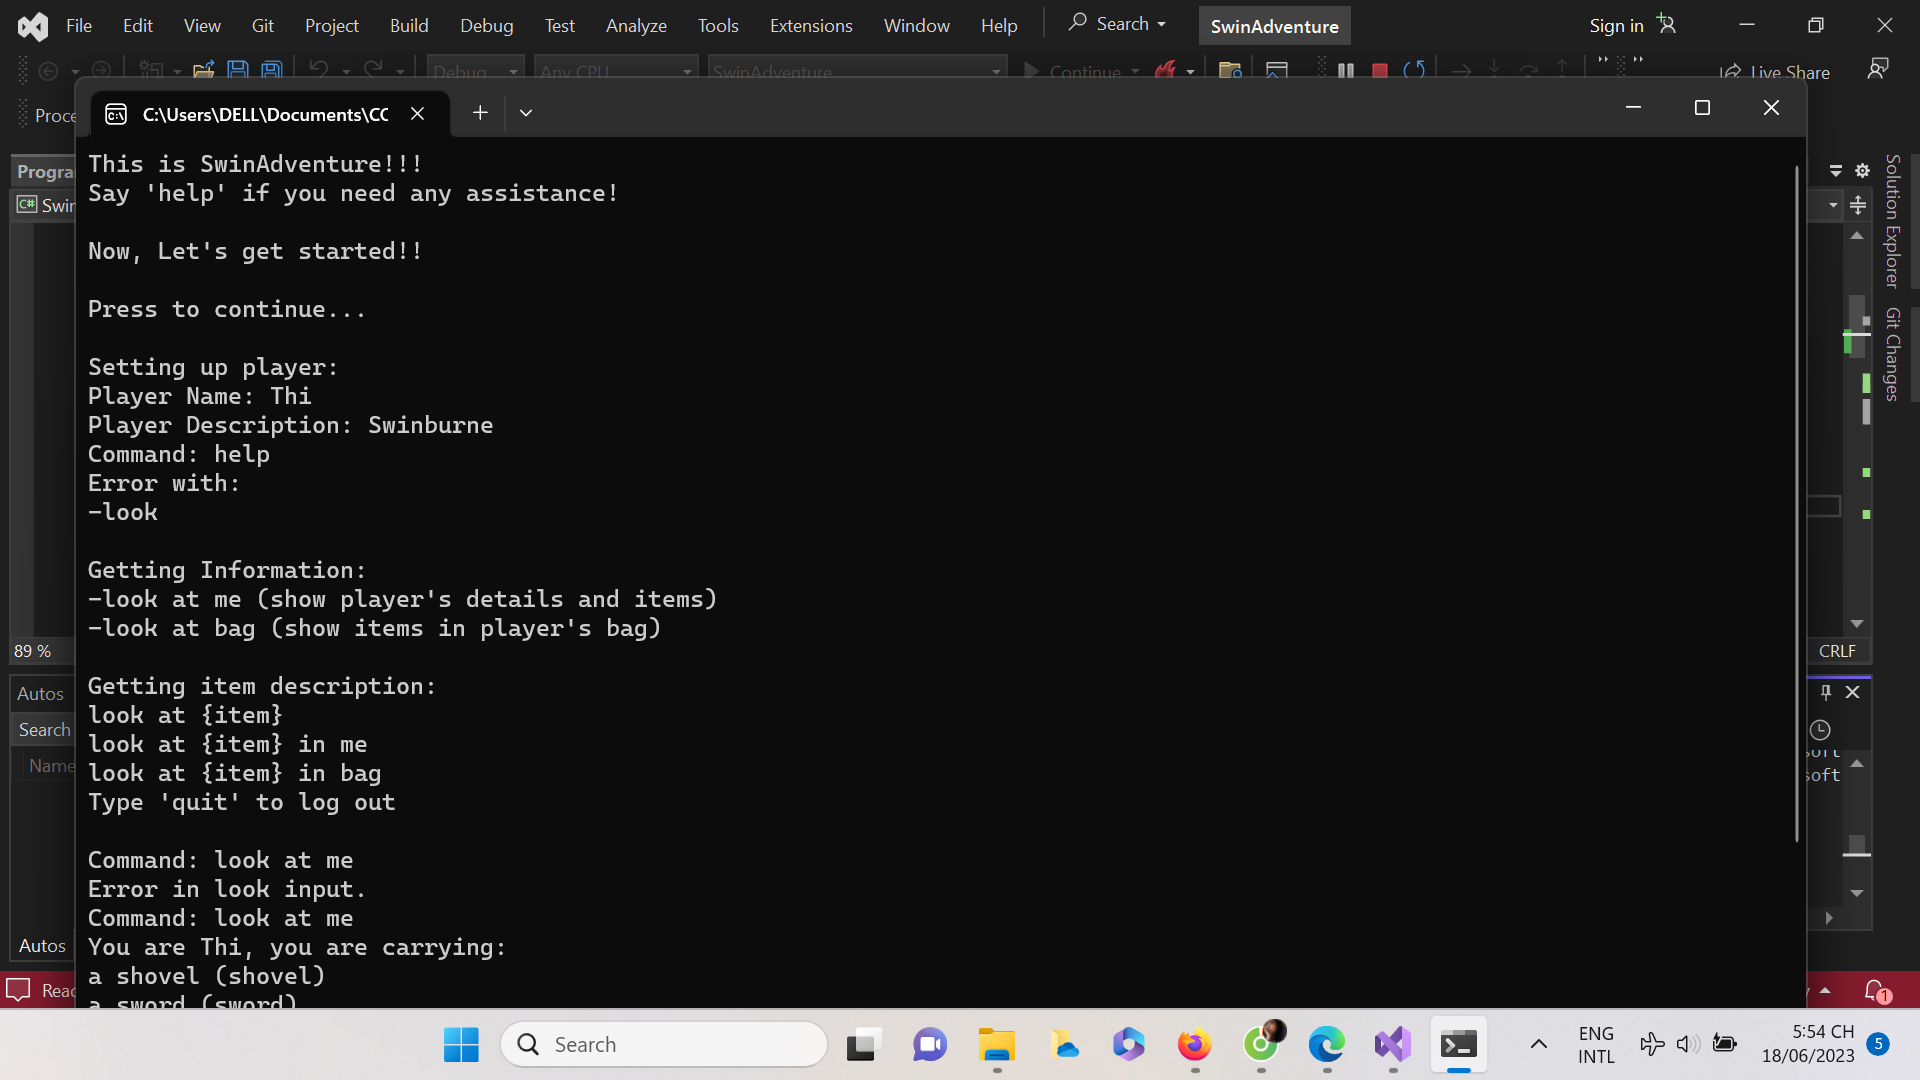 File Edit View Git Project Build Debug Test Analyze Tools Extensions Window Help Search SwinAdventure Sign in
Debug Any CPU SwinAdventure Continue Live Share
C:\Users\DELL\Documents\CC
This is SwinAdventure!!!
Say 'help' if you need any assistance!
Now, Let's get started!!
Press to continue...
Setting up player:
Player Name: Thi
Player Description: Swinburne
Command: help
Error with:
-look
Getting Information:
-look at me (show player's details and items)
-look at bag (show items in player's bag)
Getting item description:
look at {item}
look at {item} in me
look at {item} in bag
Type 'quit' to log out
Command: look at me
Error in look input.
Command: look at me
You are Thi, you are carrying:
a shovel (shovel)
a sword (sword)
Proce
Progra
C# Swin
89 %
Autos
Search
Name
Autos
Read
Solution Explorer
Git Changes
CRLF
soft
soft
1
Search
ENG
INTL
5:54 CH
18/06/2023
5